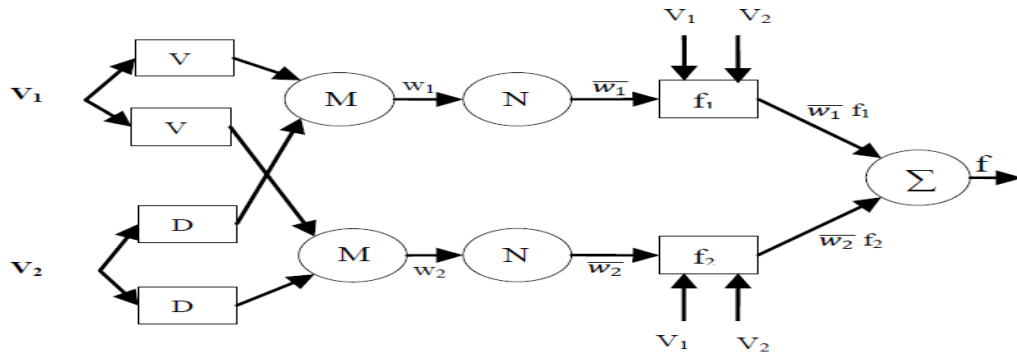 V₁ V₂
V
V₁
M w₁ N w̅₁ f₁
V
w̅₁ f₁
Σ f
D
V₂
M w₂ N w̅₂ f₂
w̅₂ f₂
D
V₁ V₂